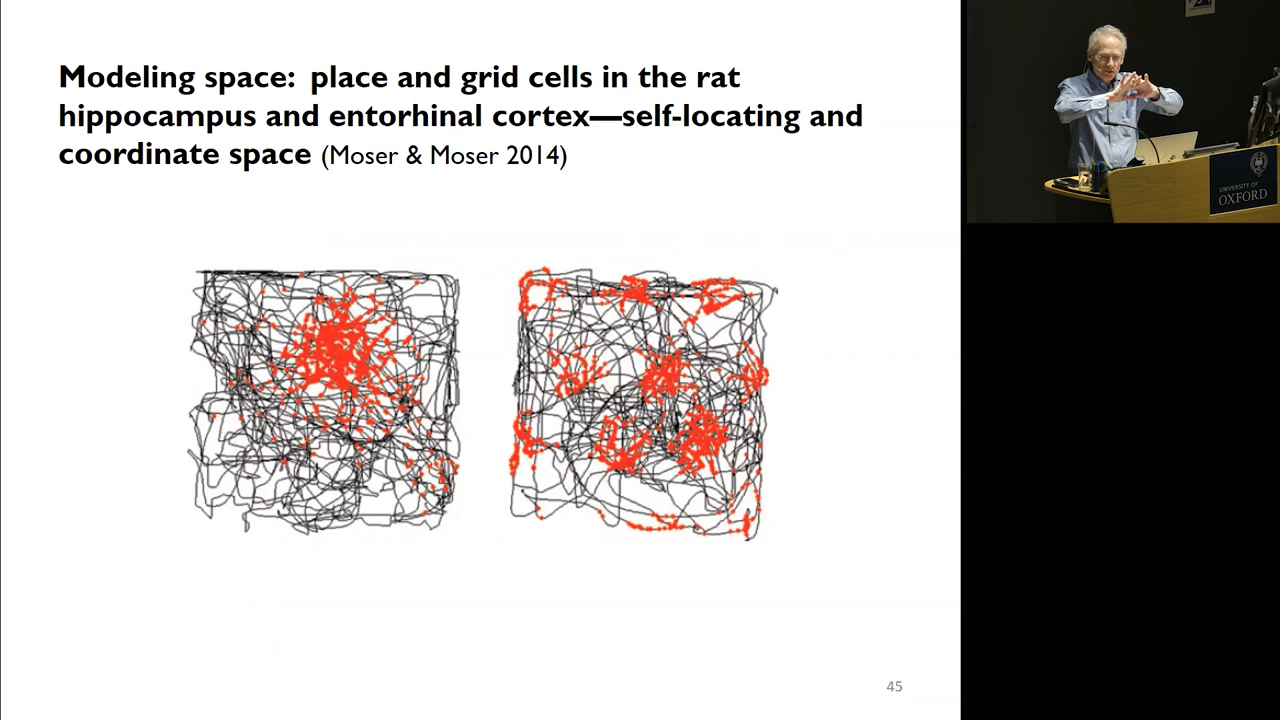 Modeling space: place and grid cells in the rat
hippocampus and entorhinal cortex—self-locating and
coordinate space (Moser & Moser 2014)
UNIVERSITY OF
OXFORD
45